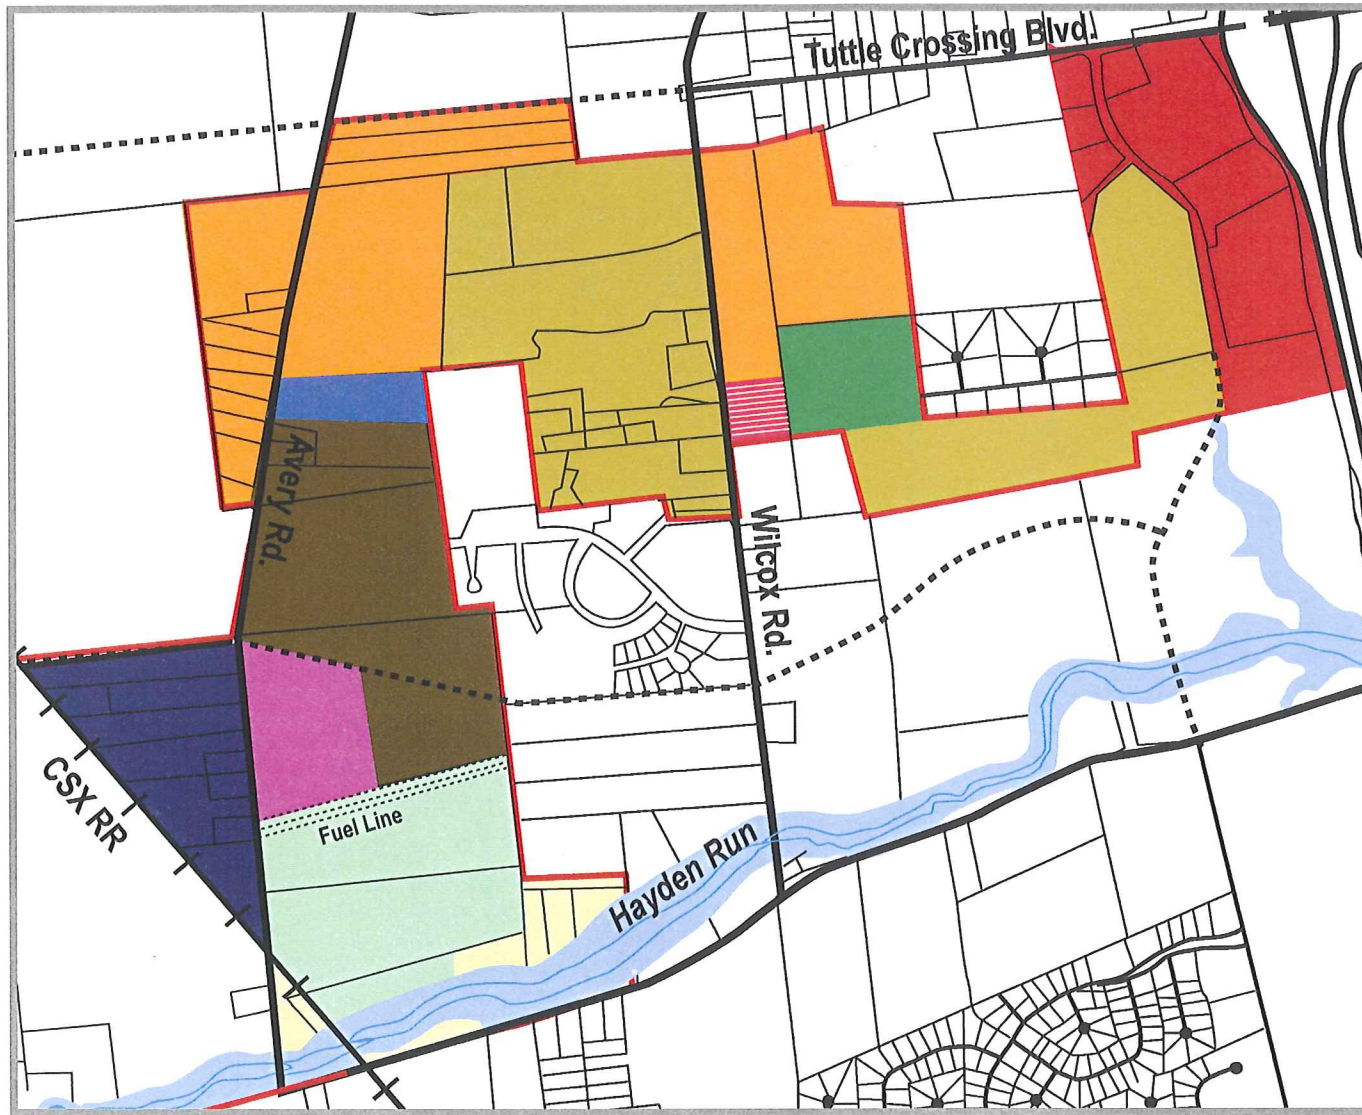 Tuttle Crossing Blvd.
Avery Rd.
Wilcox Rd.
CSX RR
Fuel Line
Hayden Run